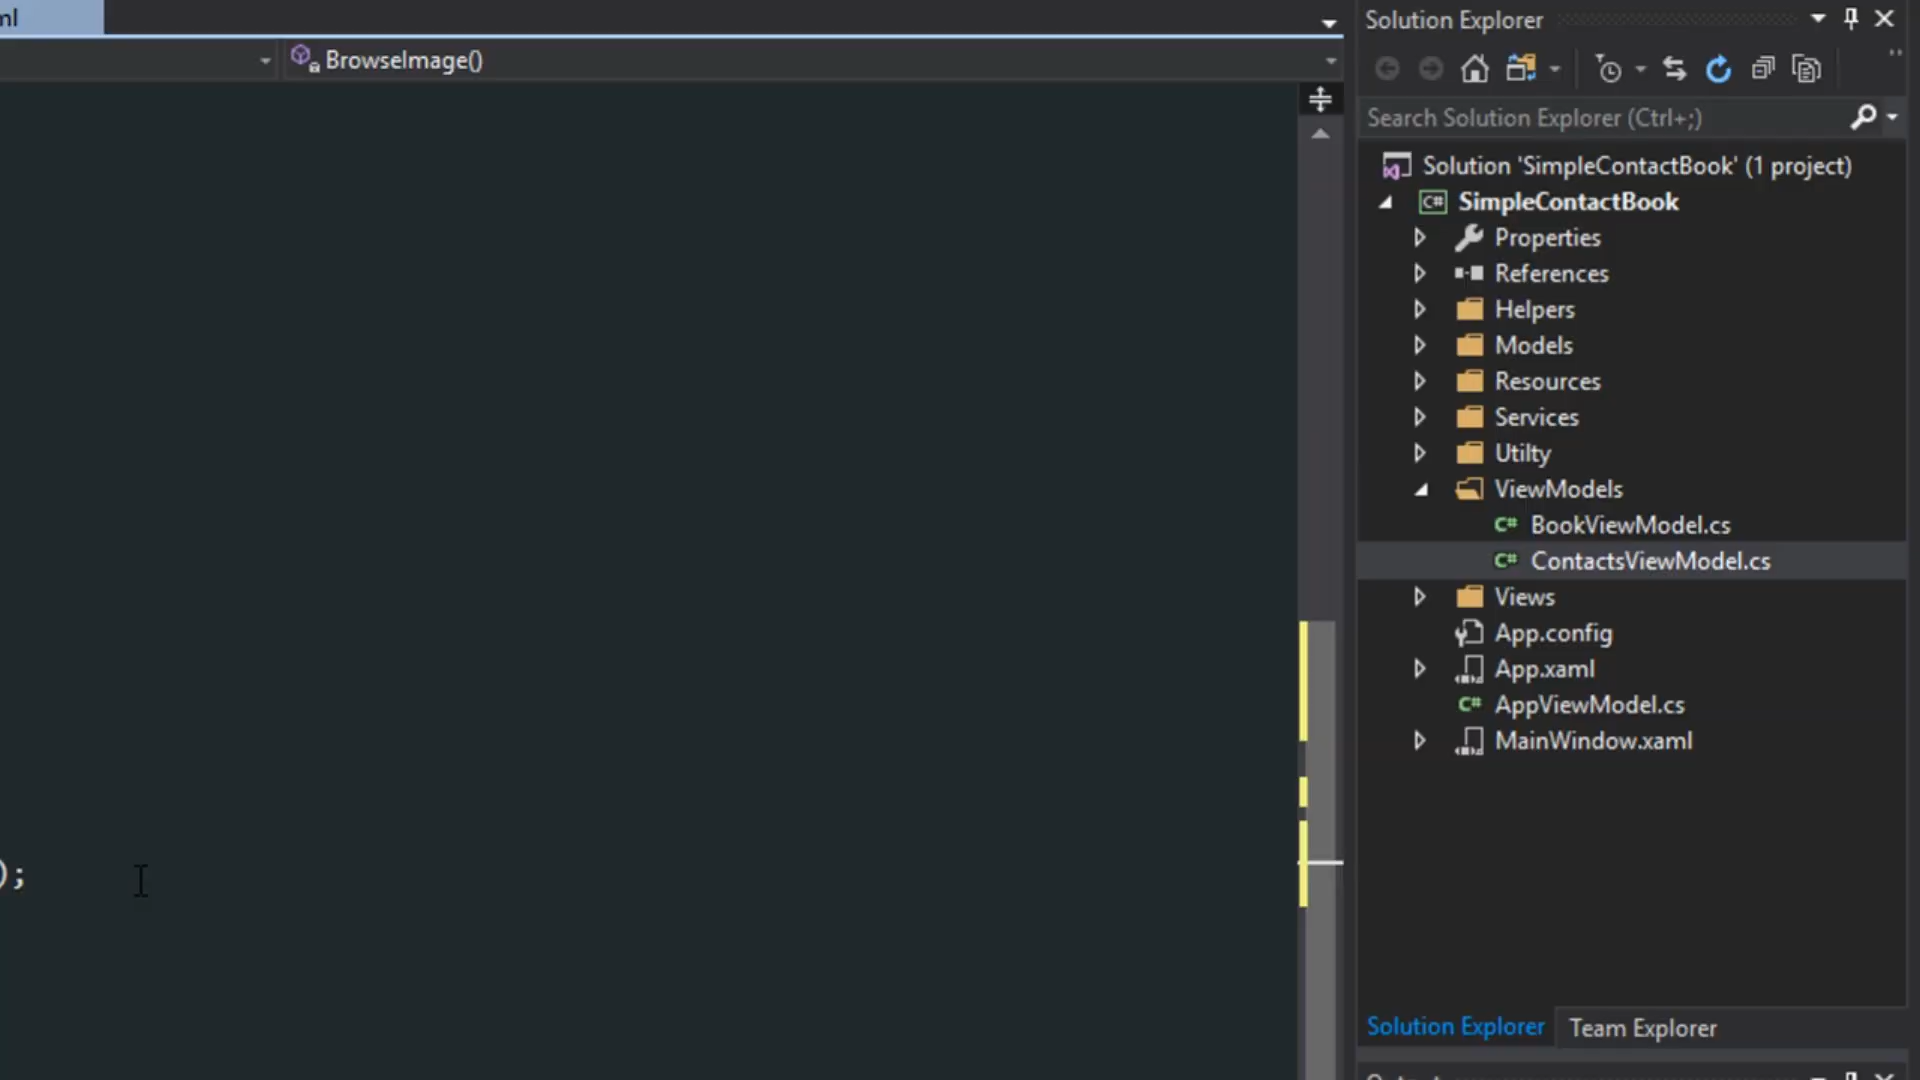 ml
BrowseImage()
);
Solution Explorer
Search Solution Explorer (Ctrl+;)
Solution 'SimpleContactBook' (1 project)
C# SimpleContactBook
Properties
References
Helpers
Models
Resources
Services
Utilty
ViewModels
C# BookViewModel.cs
C# ContactsViewModel.cs
Views
App.config
App.xaml
C# AppViewModel.cs
MainWindow.xaml
Solution Explorer Team Explorer